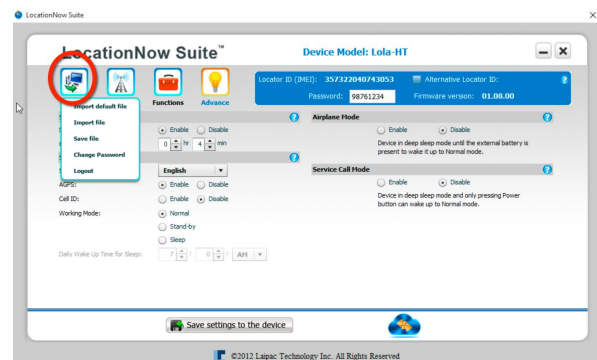 LocationNow Suite
LocationNow Suite™
Device Model: Lola-HT
Locator ID (IMEI): 357322040743053
Alternative Locator ID:
Password: 98761234
Firmware version: 01.08.00
Functions
Advance
Import default file
Import file
Save file
Change Password
Logout
Enable Disable
0 hr 4 min
English
AGPS: Enable Disable
Cell ID: Enable Disable
Working Mode: Normal
Stand-by
Sleep
Daily Wake Up Time for Sleep: 7 : 0 : AM
Airplane Mode
Enable Disable
Device in deep sleep mode until the external battery is
present to wake it up to Normal mode.
Service Call Mode
Enable Disable
Device in deep sleep mode and only pressing Power
button can wake up to Normal mode.
Save settings to the device
©2012 Laipac Technology Inc. All Rights Reserved